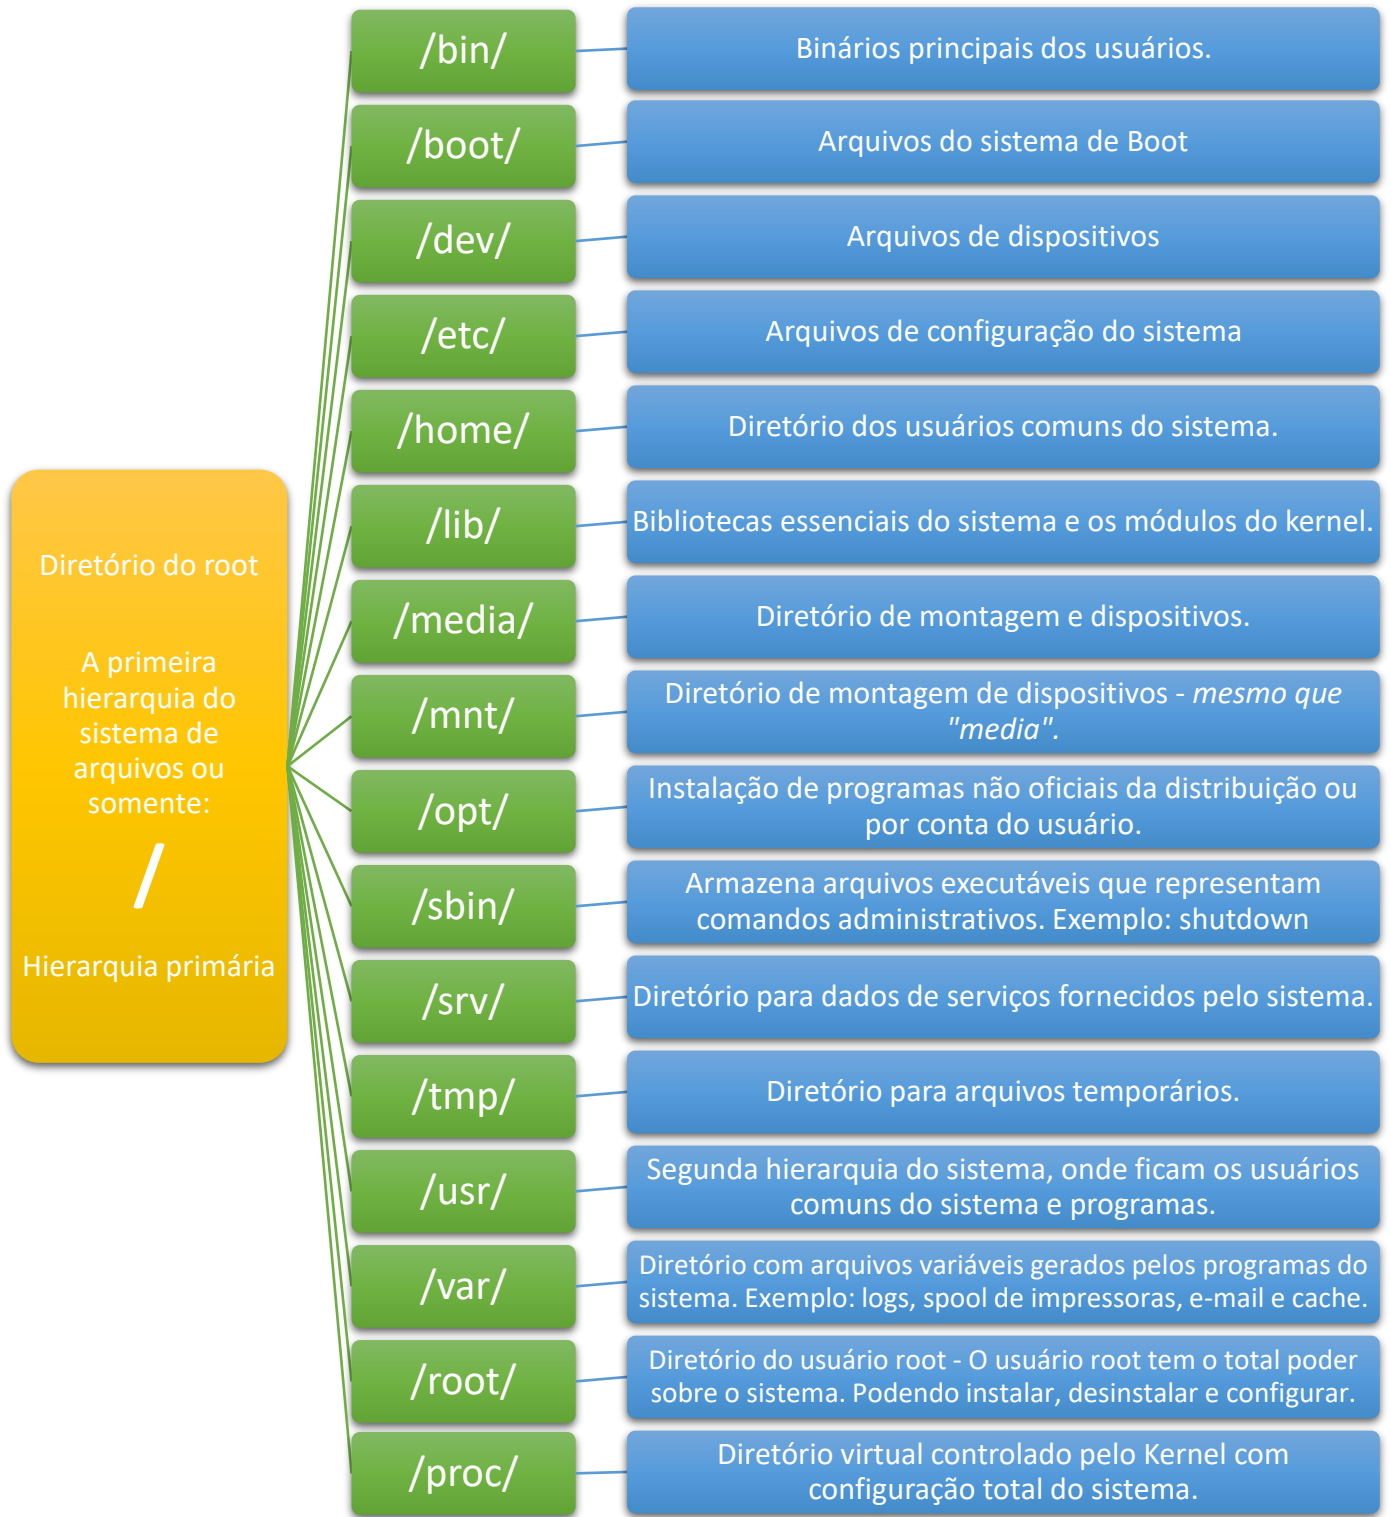 Diretório do root
A primeira
hierarquia do
sistema de
arquivos ou
somente:
/
Hierarquia primária
/bin/
Binários principais dos usuários.
/boot/
Arquivos do sistema de Boot
/dev/
Arquivos de dispositivos
/etc/
Arquivos de configuração do sistema
/home/
Diretório dos usuários comuns do sistema.
/lib/
Bibliotecas essenciais do sistema e os módulos do kernel.
/media/
Diretório de montagem e dispositivos.
/mnt/
Diretório de montagem de dispositivos - mesmo que
"media".
/opt/
Instalação de programas não oficiais da distribuição ou
por conta do usuário.
/sbin/
Armazena arquivos executáveis que representam
comandos administrativos. Exemplo: shutdown
/srv/
Diretório para dados de serviços fornecidos pelo sistema.
/tmp/
Diretório para arquivos temporários.
/usr/
Segunda hierarquia do sistema, onde ficam os usuários
comuns do sistema e programas.
/var/
Diretório com arquivos variáveis gerados pelos programas do
sistema. Exemplo: logs, spool de impressoras, e-mail e cache.
/root/
Diretório do usuário root - O usuário root tem o total poder
sobre o sistema. Podendo instalar, desinstalar e configurar.
/proc/
Diretório virtual controlado pelo Kernel com
configuração total do sistema.